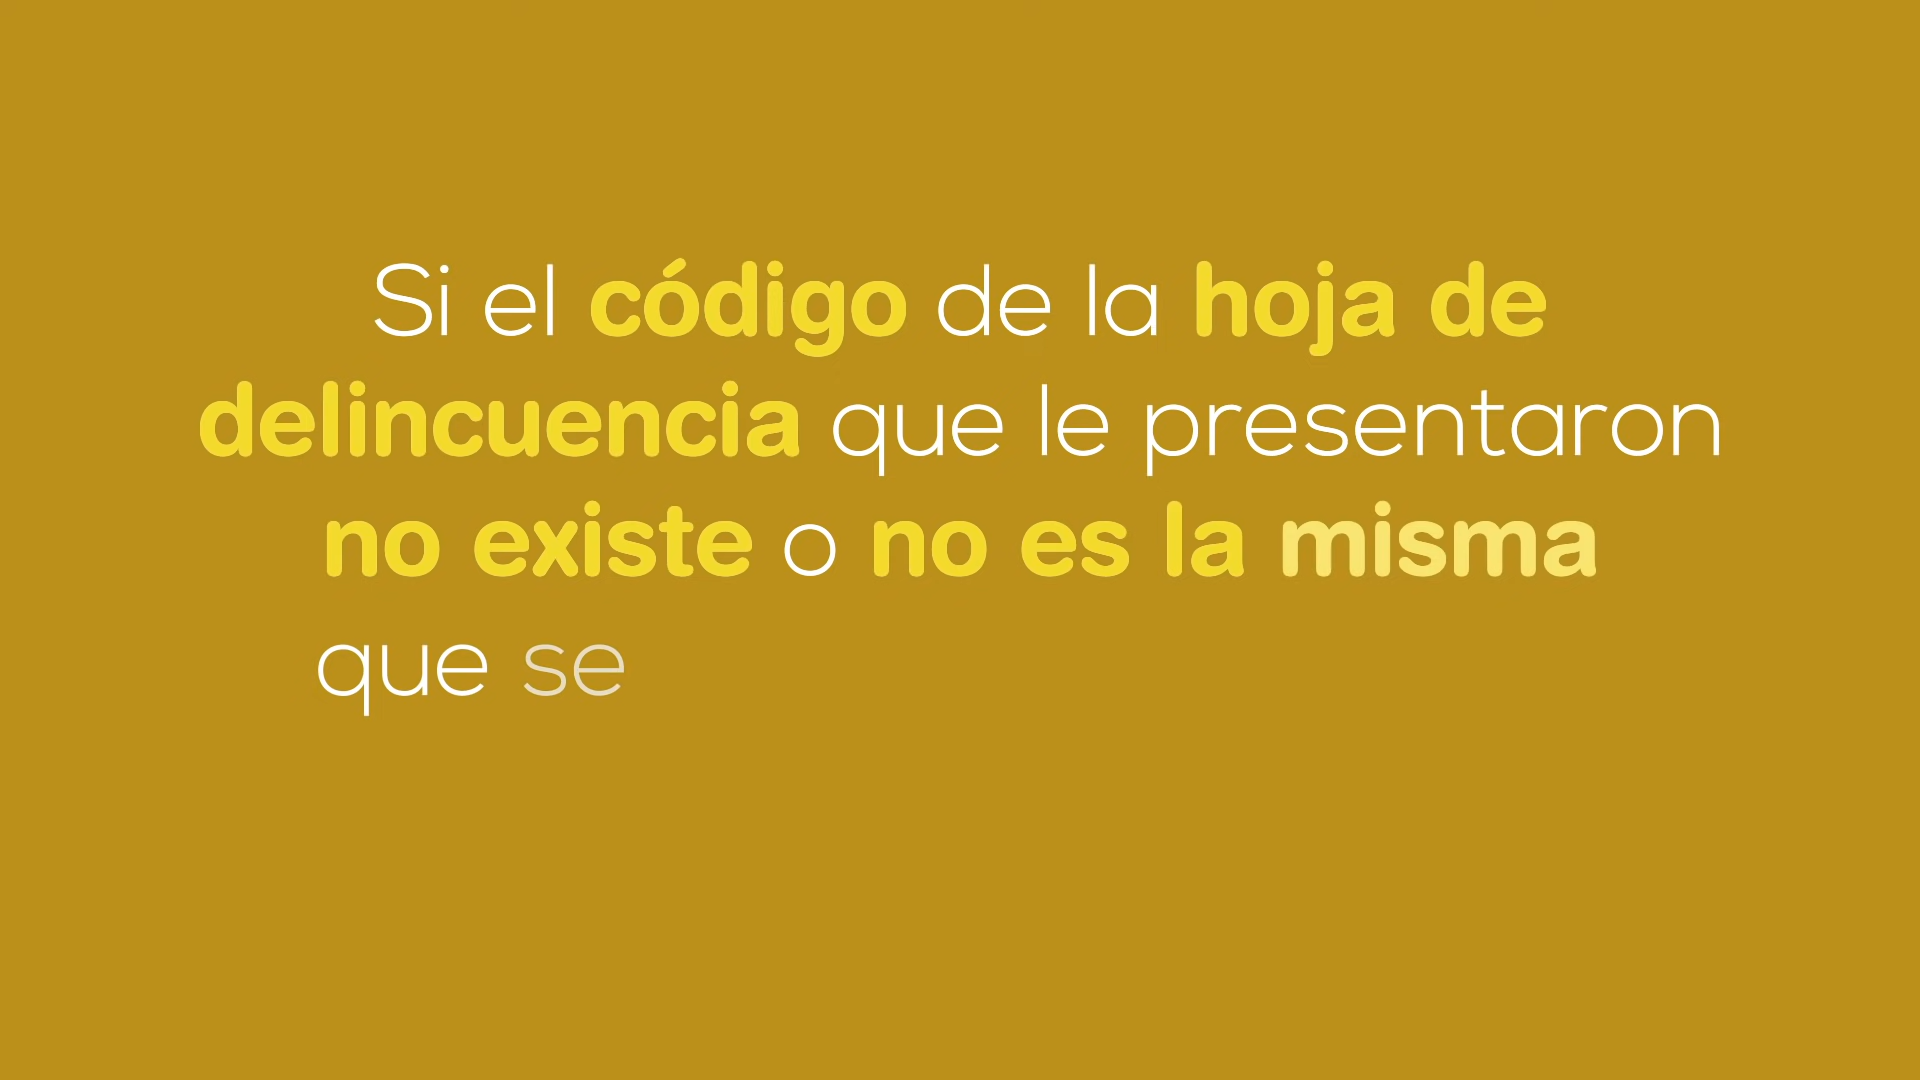 Si el código de la hoja de
delincuencia que le presentaron
no existe o no es la misma
que se